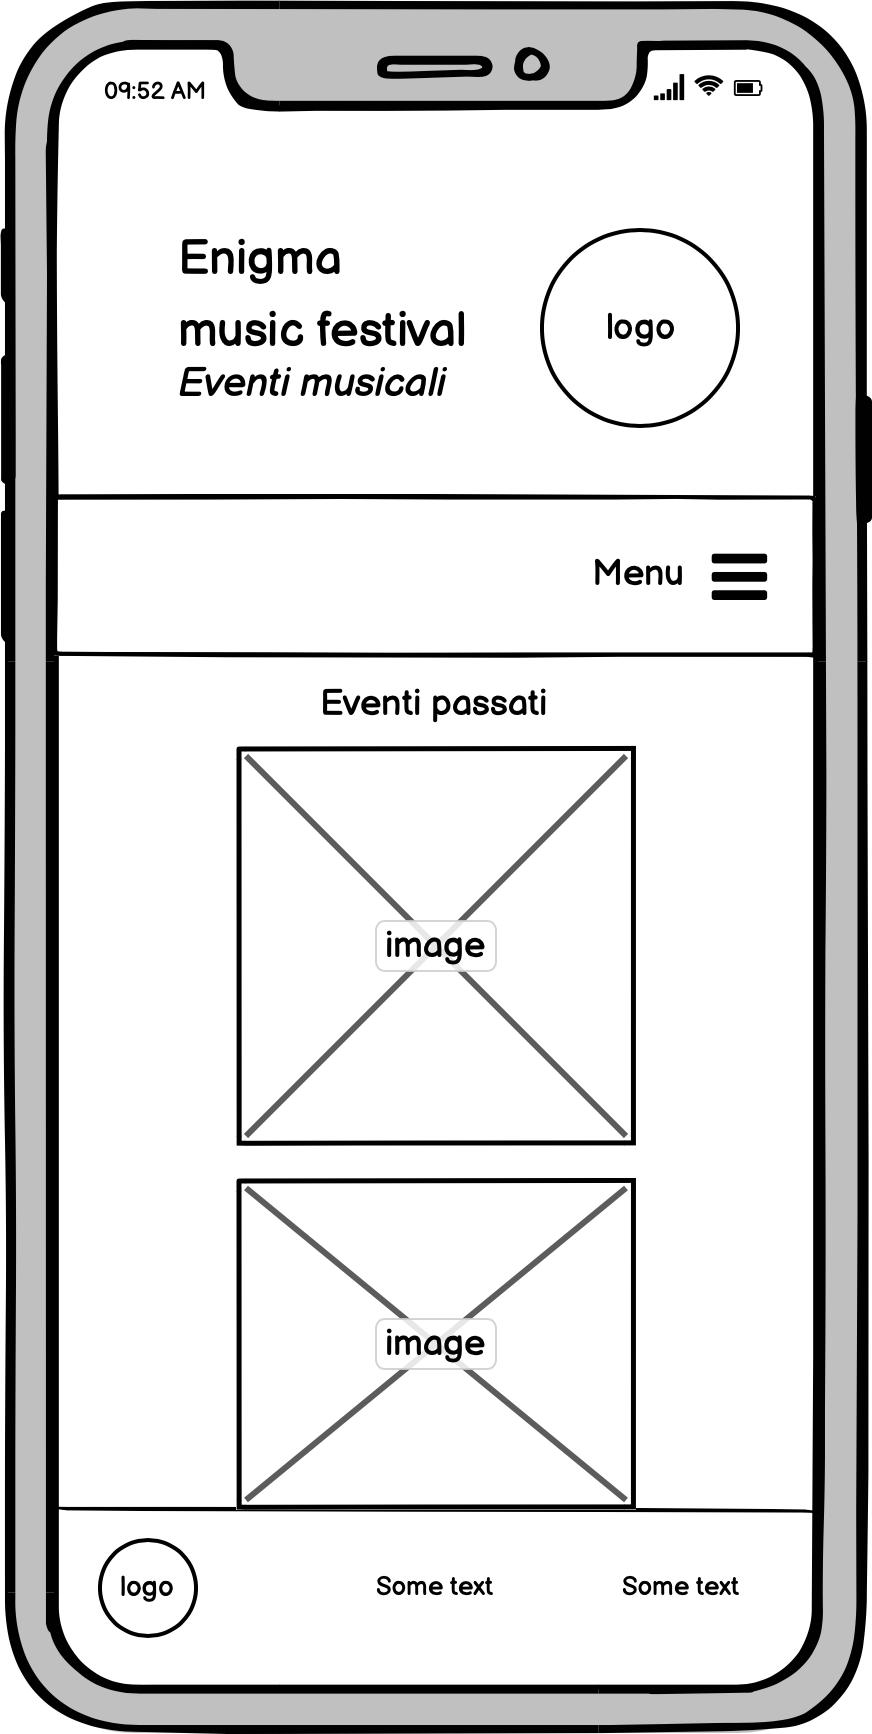 09:52 AM
Enigma
music festival
Eventi musicali
logo
Menu
Eventi passati
image
image
logo
Some text
Some text